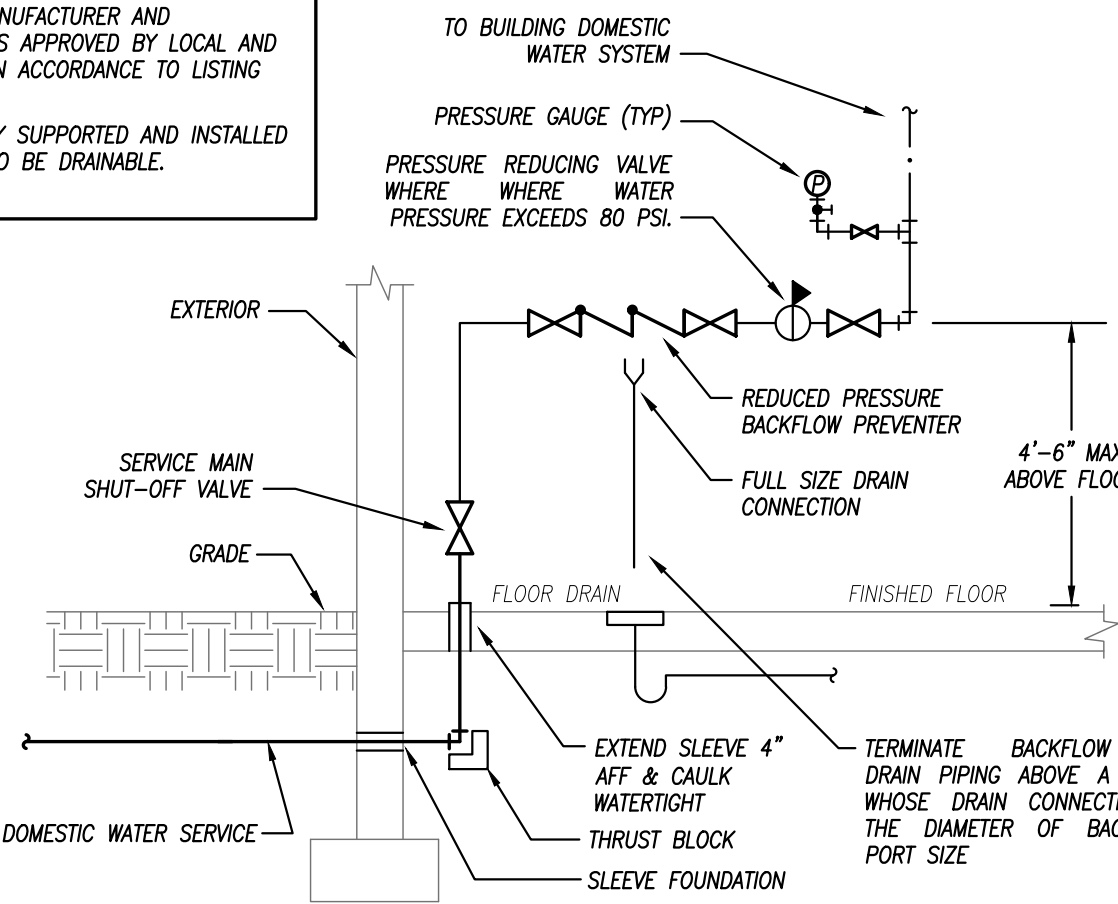 AND
S APPROVED BY LOCAL AND
ACCORDANCE TO LISTING
SUPPORTED AND INSTALLED
BE DRAINABLE.
TO BUILDING DOMESTIC
WATER SYSTEM
PRESSURE GAUGE (TYP)
P
PRESSURE REDUCING VALVE
WHERE WHERE WATER
PRESSURE EXCEEDS 80 PSI.
EXTERIOR
REDUCED PRESSURE
BACKFLOW PREVENTER
4'-6" MAX
ABOVE
SERVICE MAIN
SHUT-OFF VALVE
FULL SIZE DRAIN
CONNECTION
GRADE
FLOOR DRAIN
FINISHED FLOOR
EXTEND SLEEVE 4"
AFF & CAULK
WATERTIGHT
TERMINATE BACKFLOW
DRAIN PIPING ABOVE A
WHOSE DRAIN
THE DIAMETER OF
PORT SIZE
DOMESTIC WATER SERVICE
THRUST BLOCK
SLEEVE FOUNDATION